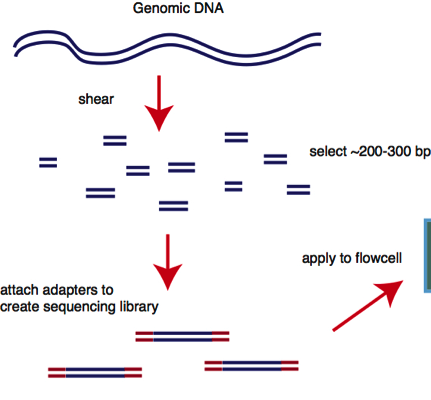 Genomic DNA
shear
select ~200-300 bp
apply to flowcell
attach adapters to
create sequencing library